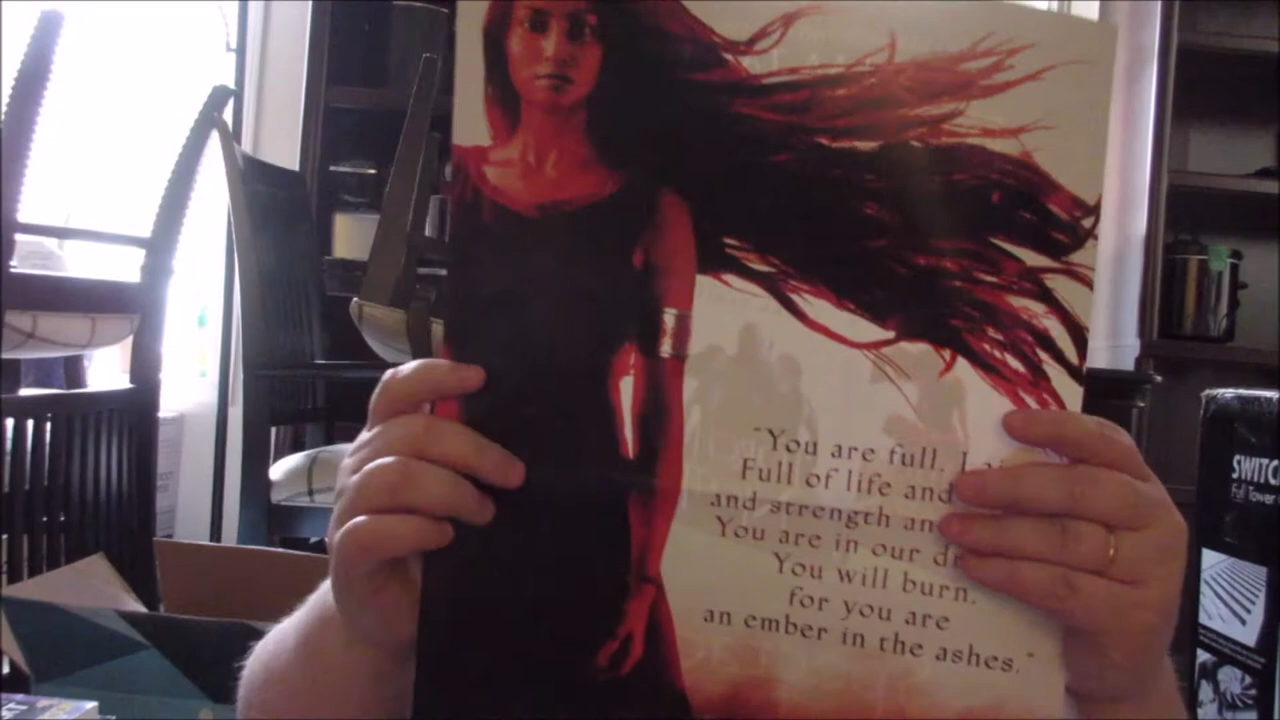 "You are full,
Full of life and
and strength
You are in our
You will burn,
for you are
an ember in the ashes."
SWITC
Full Tower